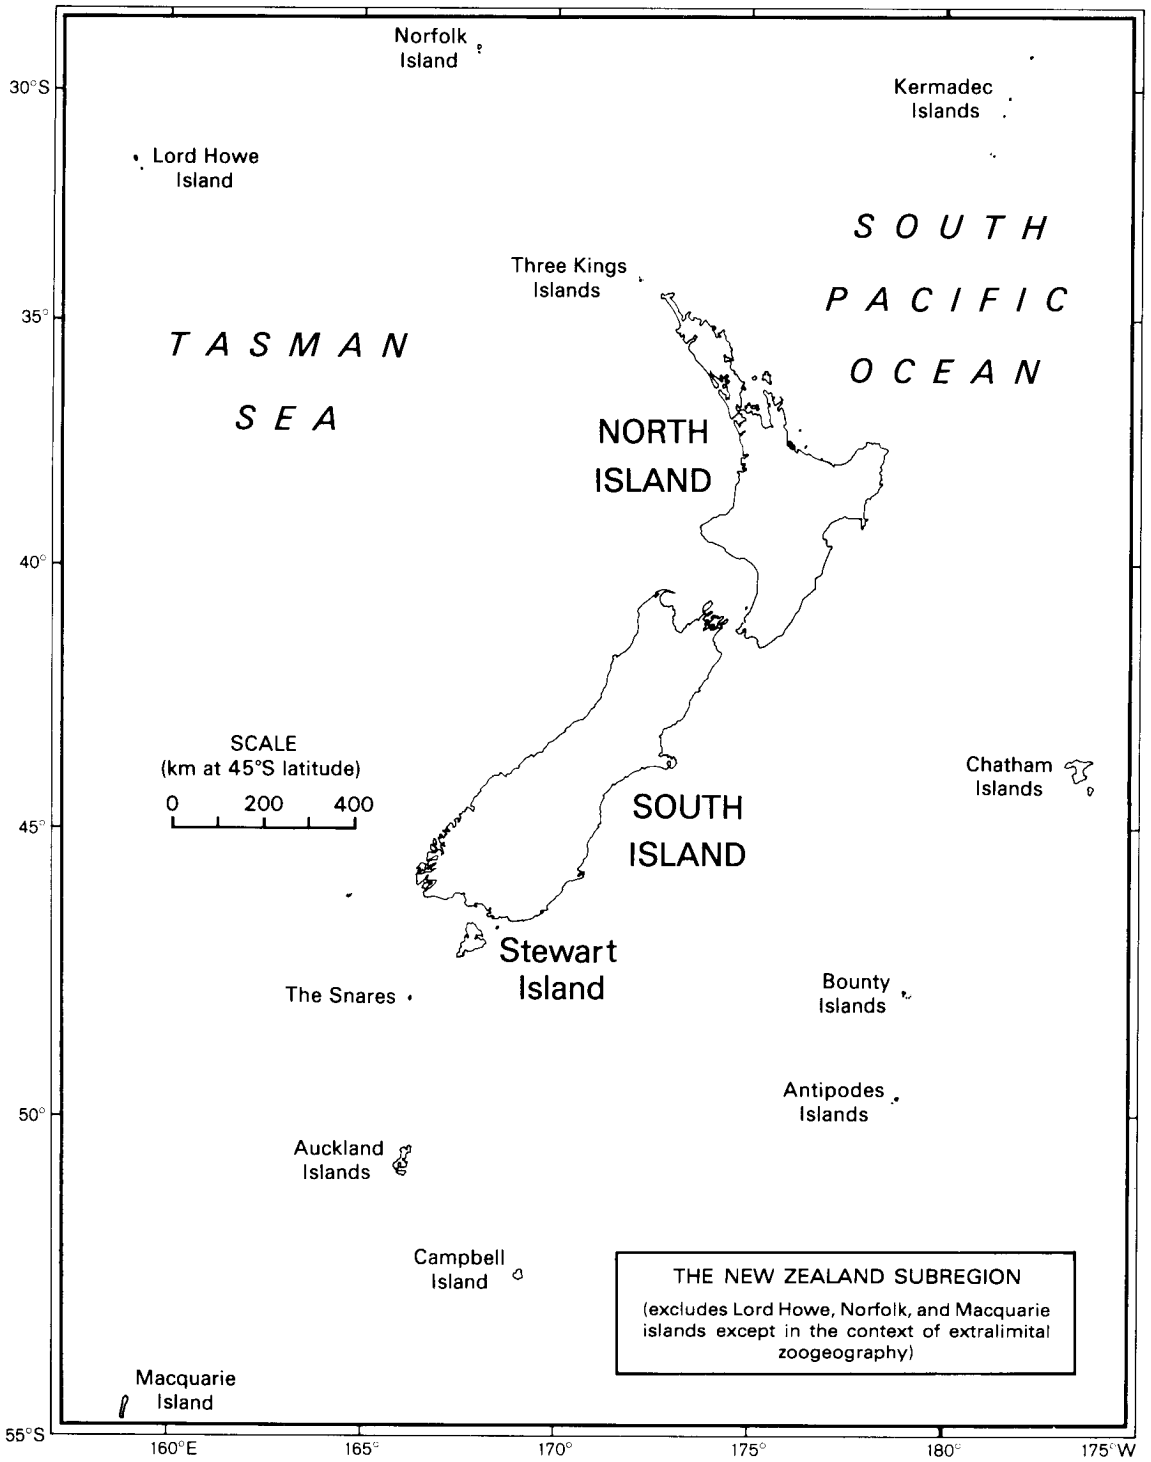 Norfolk
Island
30°S
Kermadec
Islands
Lord Howe
Island
SOUTH
PACIFIC
OCEAN
Three Kings
Islands
35°
TASMAN
SEA
NORTH
ISLAND
40°
SCALE
(km at 45°S latitude)
0 200 400
Chatham
Islands
SOUTH
ISLAND
45°
Stewart
Island
The Snares
Bounty
Islands
Antipodes
Islands
50°
Auckland
Islands
Campbell
Island
THE NEW ZEALAND SUBREGION
(excludes Lord Howe, Norfolk, and Macquarie
islands except in the context of extralimital
zoogeography)
Macquarie
Island
55°S
160°E 165° 170° 175° 180° 175°W